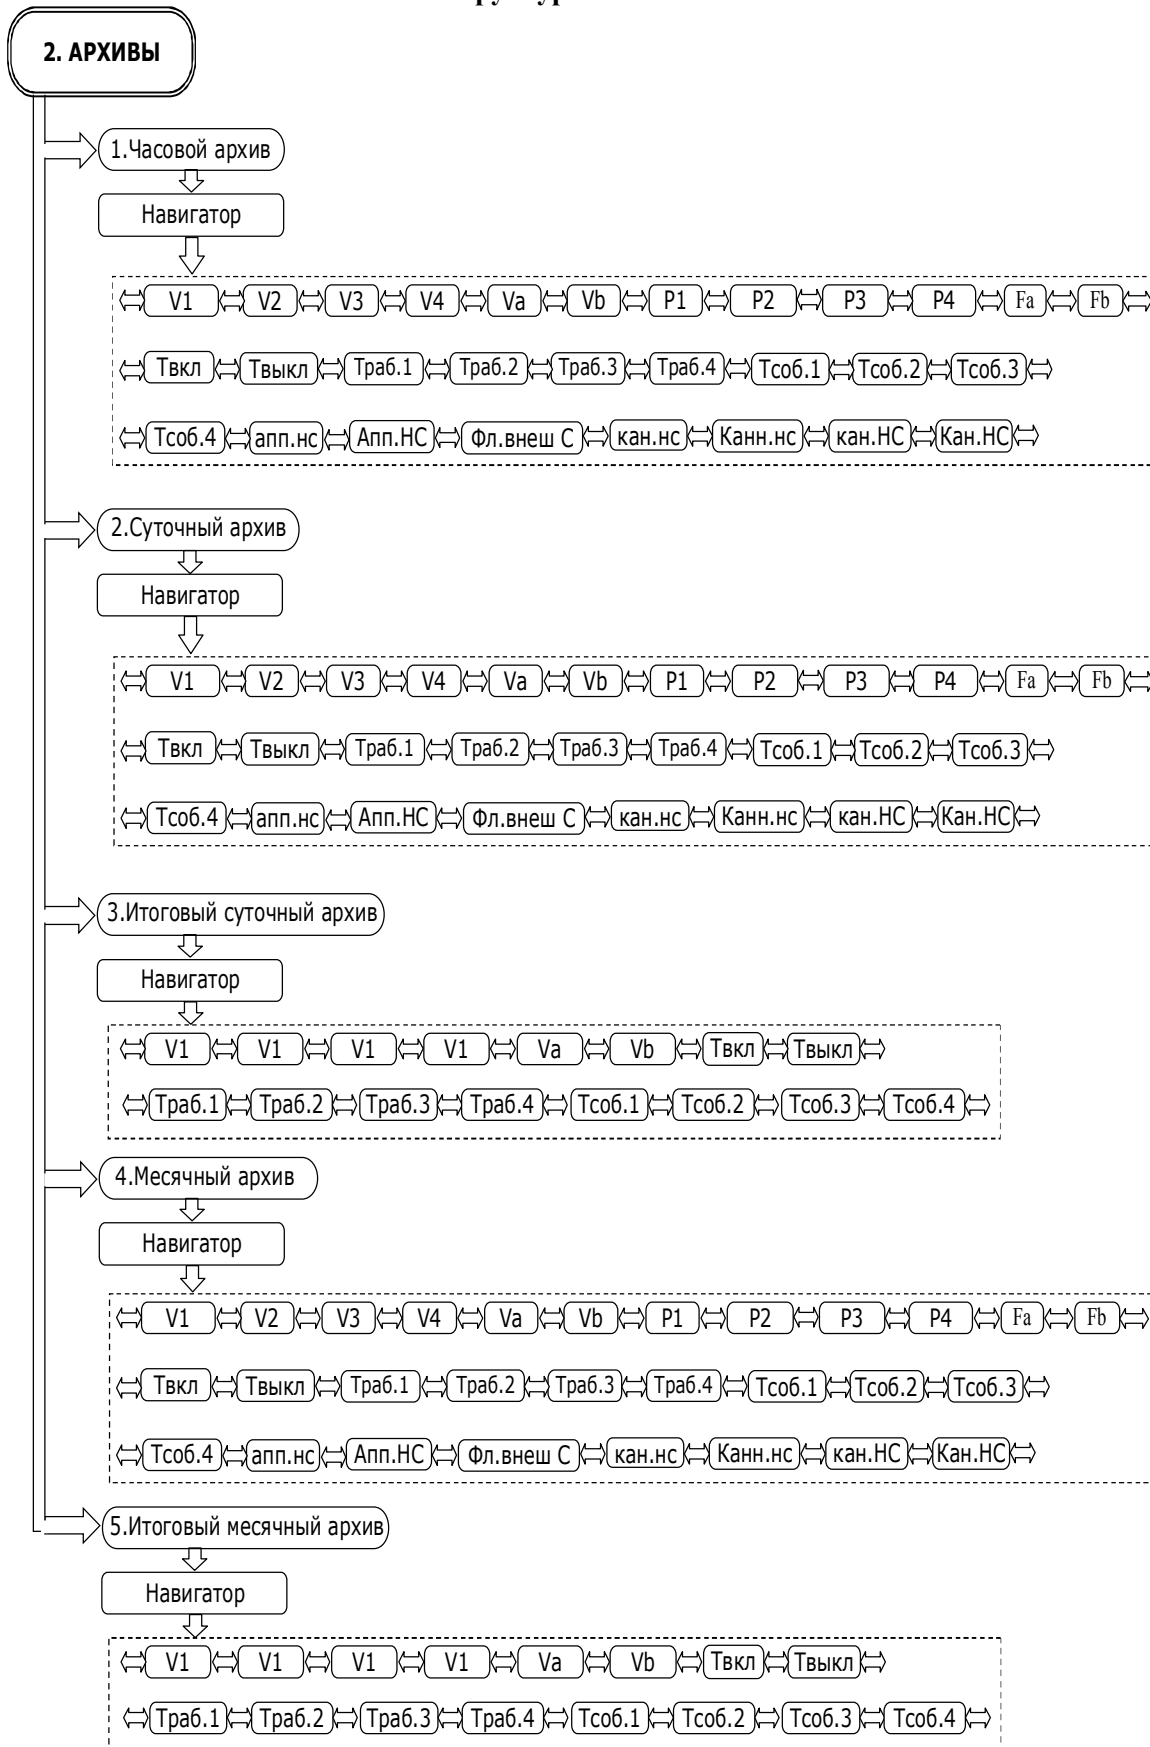 2. АРХИВЫ
1.Часовой архив
Навигатор
V1 V2 V3 V4 Va Vb P1 P2 P3 P4 Fa Fb
Твкл Твыкл Траб.1 Траб.2 Траб.3 Траб.4 Тсоб.1 Тсоб.2 Тсоб.3
Тсоб.4 апп.нс Апп.НС Фл.внеш С кан.нс Канн.нс кан.НС Кан.НС
2.Суточный архив
Навигатор
V1 V2 V3 V4 Va Vb P1 P2 P3 P4 Fa Fb
Твкл Твыкл Траб.1 Траб.2 Траб.3 Траб.4 Тсоб.1 Тсоб.2 Тсоб.3
Тсоб.4 апп.нс Апп.НС Фл.внеш С кан.нс Канн.нс кан.НС Кан.НС
3.Итоговый суточный архив
Навигатор
V1 V1 V1 V1 Va Vb Твкл Твыкл
Траб.1 Траб.2 Траб.3 Траб.4 Тсоб.1 Тсоб.2 Тсоб.3 Тсоб.4
4.Месячный архив
Навигатор
V1 V2 V3 V4 Va Vb P1 P2 P3 P4 Fa Fb
Твкл Твыкл Траб.1 Траб.2 Траб.3 Траб.4 Тсоб.1 Тсоб.2 Тсоб.3
Тсоб.4 апп.нс Апп.НС Фл.внеш С кан.нс Канн.нс кан.НС Кан.НС
5.Итоговый месячный архив
Навигатор
V1 V1 V1 V1 Va Vb Твкл Твыкл
Траб.1 Траб.2 Траб.3 Траб.4 Тсоб.1 Тсоб.2 Тсоб.3 Тсоб.4